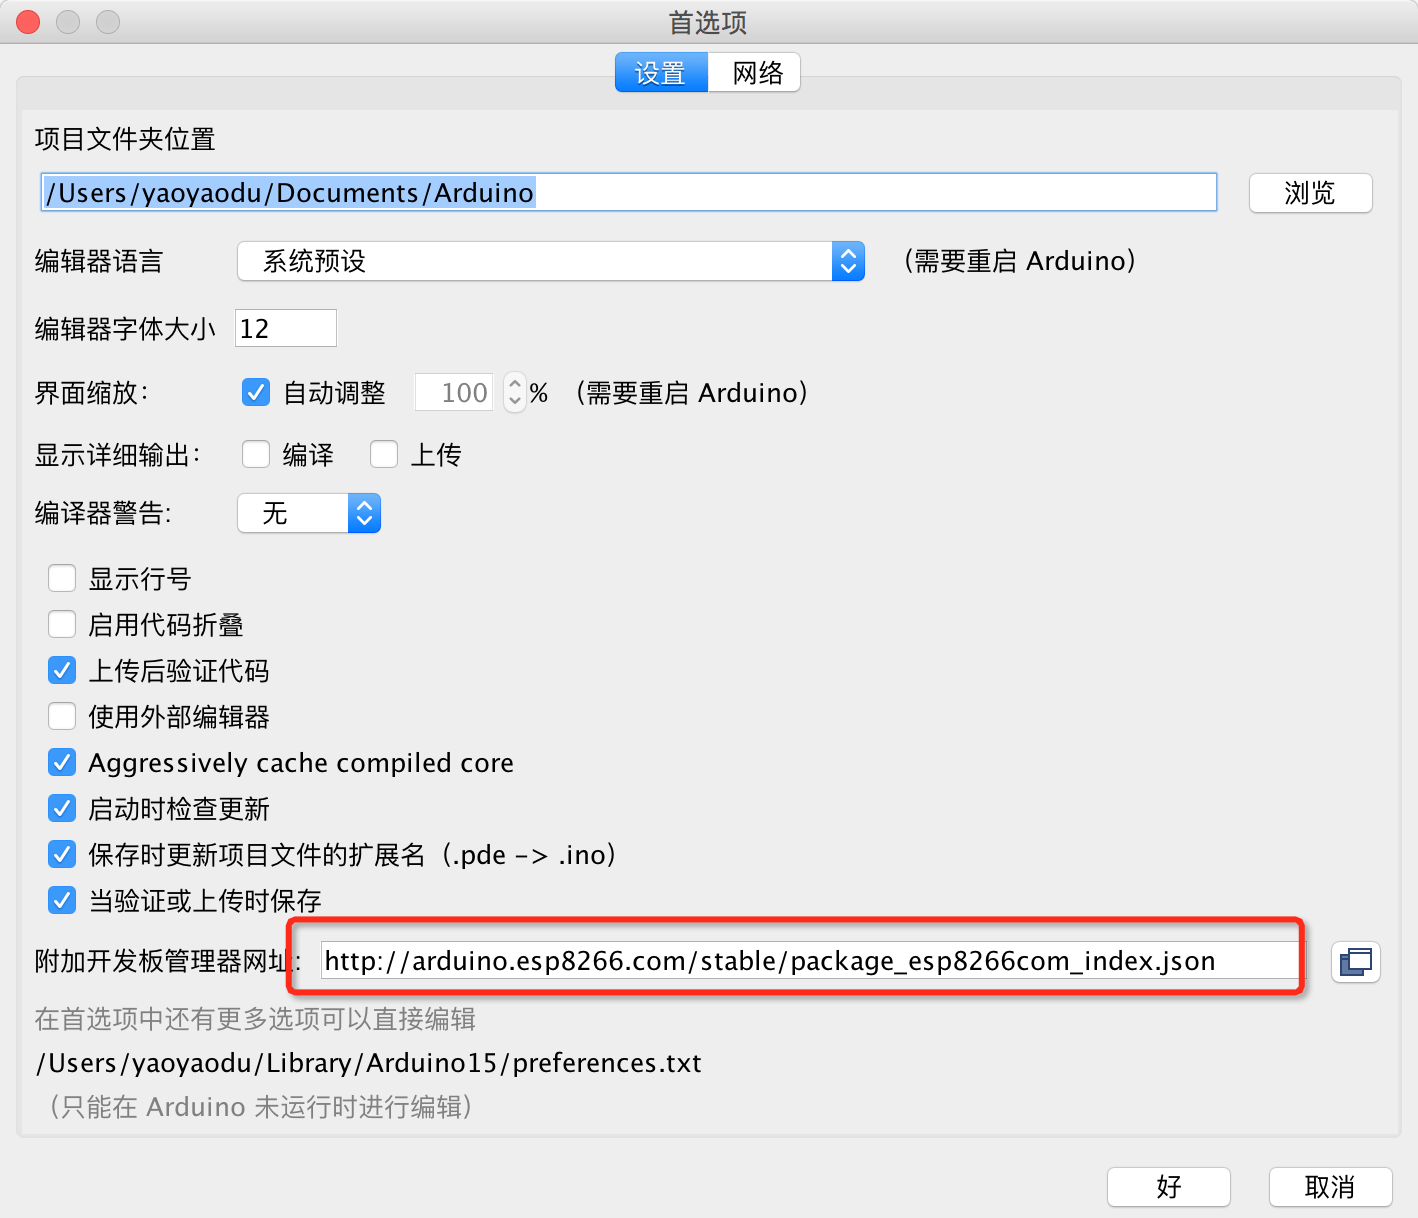 首选项
设置 网络
项目文件夹位置
/Users/yaoyaodu/Documents/Arduino 浏览
编辑器语言 系统预设 （需要重启 Arduino）
编辑器字体大小 12
界面缩放： 自动调整 100 % （需要重启 Arduino）
显示详细输出： 编译 上传
编译器警告: 无
显示行号
启用代码折叠
上传后验证代码
使用外部编辑器
Aggressively cache compiled core
启动时检查更新
保存时更新项目文件的扩展名（.pde -> .ino）
当验证或上传时保存
附加开发板管理器网址: http://arduino.esp8266.com/stable/package_esp8266com_index.json
在首选项中还有更多选项可以直接编辑
/Users/yaoyaodu/Library/Arduino15/preferences.txt
（只能在 Arduino 未运行时进行编辑）
好 取消